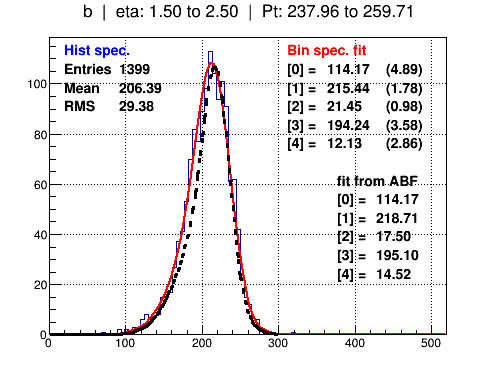 b | eta: 1.50 to 2.50 | Pt: 237.96 to 259.71
Hist spec.
Entries 1399
Mean 206.39
RMS 29.38
Bin spec. fit
[0] = 114.17 (4.89)
[1] = 215.44 (1.78)
[2] = 21.45 (0.98)
[3] = 194.24 (3.58)
[4] = 12.13 (2.86)
fit from ABF
[0] = 114.17
[1] = 218.71
[2] = 17.50
[3] = 195.10
[4] = 14.52
100
80
60
40
20
0
0 100 200 300 400 500